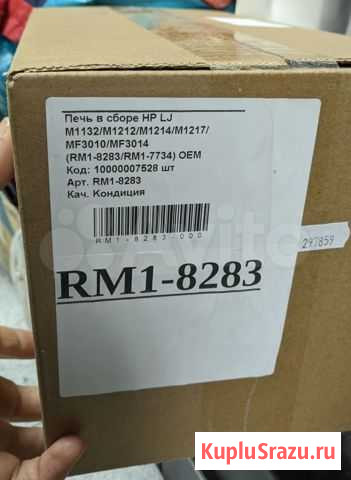 Печь в сборе HP LJ
M1132/M1212/M1214/M1217/
MF3010/MF3014
(RM1-8283/RM1-7734) OEM
Код: 10000007528 шт
Арт. RM1-8283
Кач. Кондиция
RM1-8283-000
297859
RM1-8283
Avito
KupluSrazu.ru